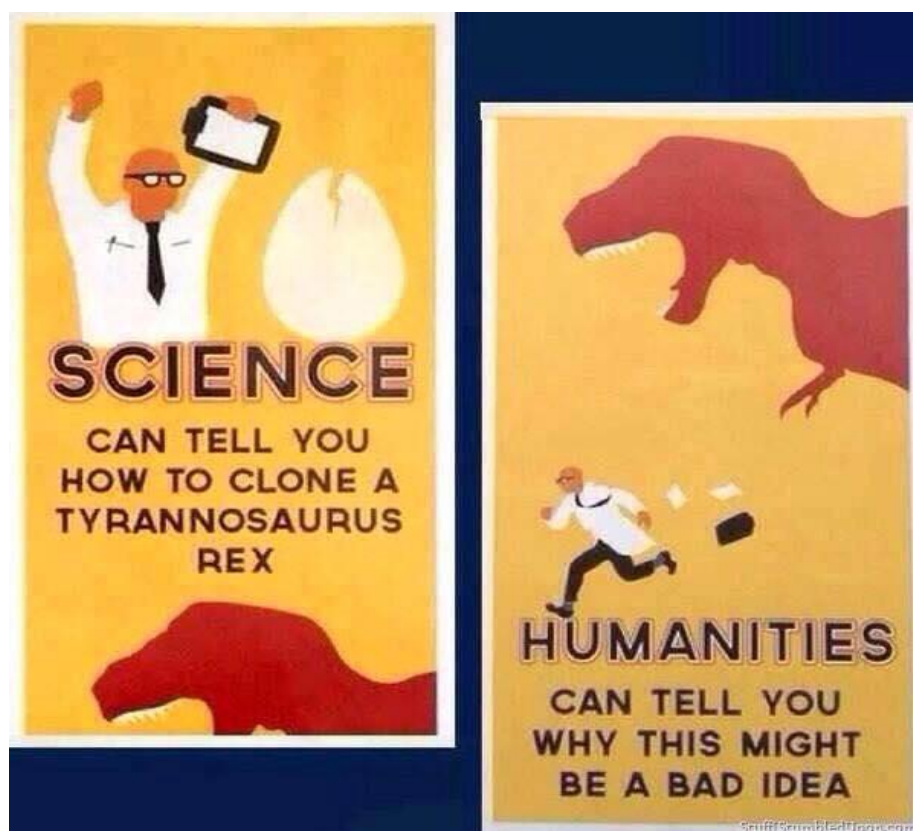 SCIENCE
CAN TELL YOU
HOW TO CLONE A
TYRANNOSAURUS
REX
HUMANITIES
CAN TELL YOU
WHY THIS MIGHT
BE A BAD IDEA